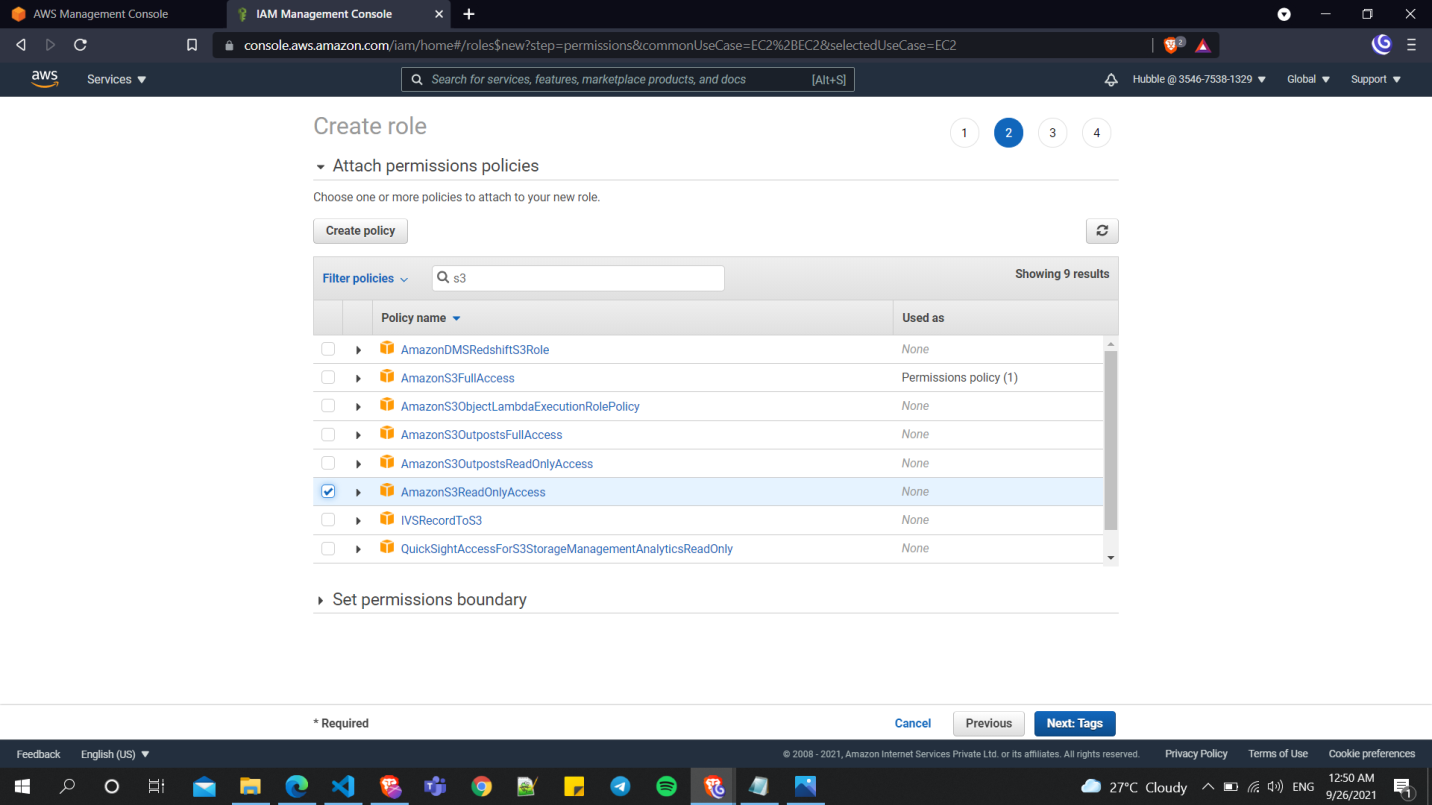 AWS Management Console
IAM Management Console
console.aws.amazon.com/iam/home#/roles$new?step=permissions&commonUseCase=EC2%2BEC2&selectedUseCase=EC2
2
aws
Services
Search for services, features, marketplace products, and docs
[Alt+S]
Hubble @ 3546-7538-1329
Global
Support
Create role
1
2
3
4
Attach permissions policies
Choose one or more policies to attach to your new role.
Create policy
Filter policies
s3
Showing 9 results
Policy name
Used as
AmazonDMSRedshiftS3Role
None
AmazonS3FullAccess
Permissions policy (1)
AmazonS3ObjectLambdaExecutionRolePolicy
None
AmazonS3OutpostsFullAccess
None
AmazonS3OutpostsReadOnlyAccess
None
AmazonS3ReadOnlyAccess
None
IVSRecordToS3
None
QuickSightAccessForS3StorageManagementAnalyticsReadOnly
None
Set permissions boundary
* Required
Cancel
Previous
Next: Tags
Feedback
English (US)
© 2008 - 2021, Amazon Internet Services Private Ltd. or its affiliates. All rights reserved.
Privacy Policy
Terms of Use
Cookie preferences
27°C Cloudy
ENG
12:50 AM
9/26/2021
1